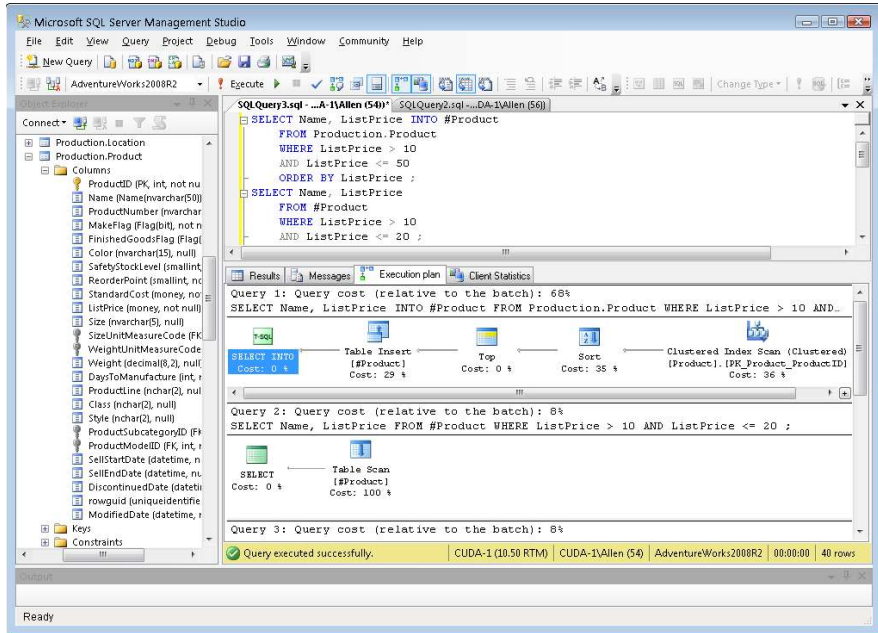 Microsoft SQL Server Management Studio
File Edit View Query Project Debug Tools Window Community Help
New Query
AdventureWorks2008R2 Execute Change Type
Object Explorer
Connect
Production.Location
Production.Product
Columns
ProductID (PK, int, not nu
Name (Name(nvarchar(50))
ProductNumber (nvarchar
MakeFlag (Flag(bit), not n
FinishedGoodsFlag (Flag(
Color (nvarchar(15), null)
SafetyStockLevel (smallint,
ReorderPoint (smallint, nc
StandardCost (money, no
ListPrice (money, not null)
Size (nvarchar(5), null)
SizeUnitMeasureCode (FK
WeightUnitMeasureCode
Weight (decimal(8,2), null
DaysToManufacture (int, r
ProductLine (nchar(2), nul
Class (nchar(2), null)
Style (nchar(2), null)
ProductSubcategoryID (FK
ProductModelID (FK, int, r
SellStartDate (datetime, n
SellEndDate (datetime, nu
DiscontinuedDate (datetin
rowguid (uniqueidentifie
ModifiedDate (datetime, r
Keys
Constraints
SQLQuery3.sql - ...A-1\Allen (54))* SQLQuery2.sql -...DA-1\Allen (56))
SELECT Name, ListPrice INTO #Product
FROM Production.Product
WHERE ListPrice > 10
AND ListPrice <= 50
ORDER BY ListPrice ;
SELECT Name, ListPrice
FROM #Product
WHERE ListPrice > 10
AND ListPrice <= 20 ;
Results Messages Execution plan Client Statistics
Query 1: Query cost (relative to the batch): 68%
SELECT Name, ListPrice INTO #Product FROM Production.Product WHERE ListPrice > 10 AND…
T-SQL
SELECT INTO
Cost: 0 %
Table Insert
[#Product]
Cost: 29 %
Top
Cost: 0 %
Sort
Cost: 35 %
Clustered Index Scan (Clustered)
[Product].[PK_Product_ProductID]
Cost: 36 %
Query 2: Query cost (relative to the batch): 8%
SELECT Name, ListPrice FROM #Product WHERE ListPrice > 10 AND ListPrice <= 20 ;
SELECT
Cost: 0 %
Table Scan
[#Product]
Cost: 100 %
Query 3: Query cost (relative to the batch): 8%
Query executed successfully. CUDA-1 (10.50 RTM) CUDA-1\Allen (54) AdventureWorks2008R2 00:00:00 40 rows
Output
Ready